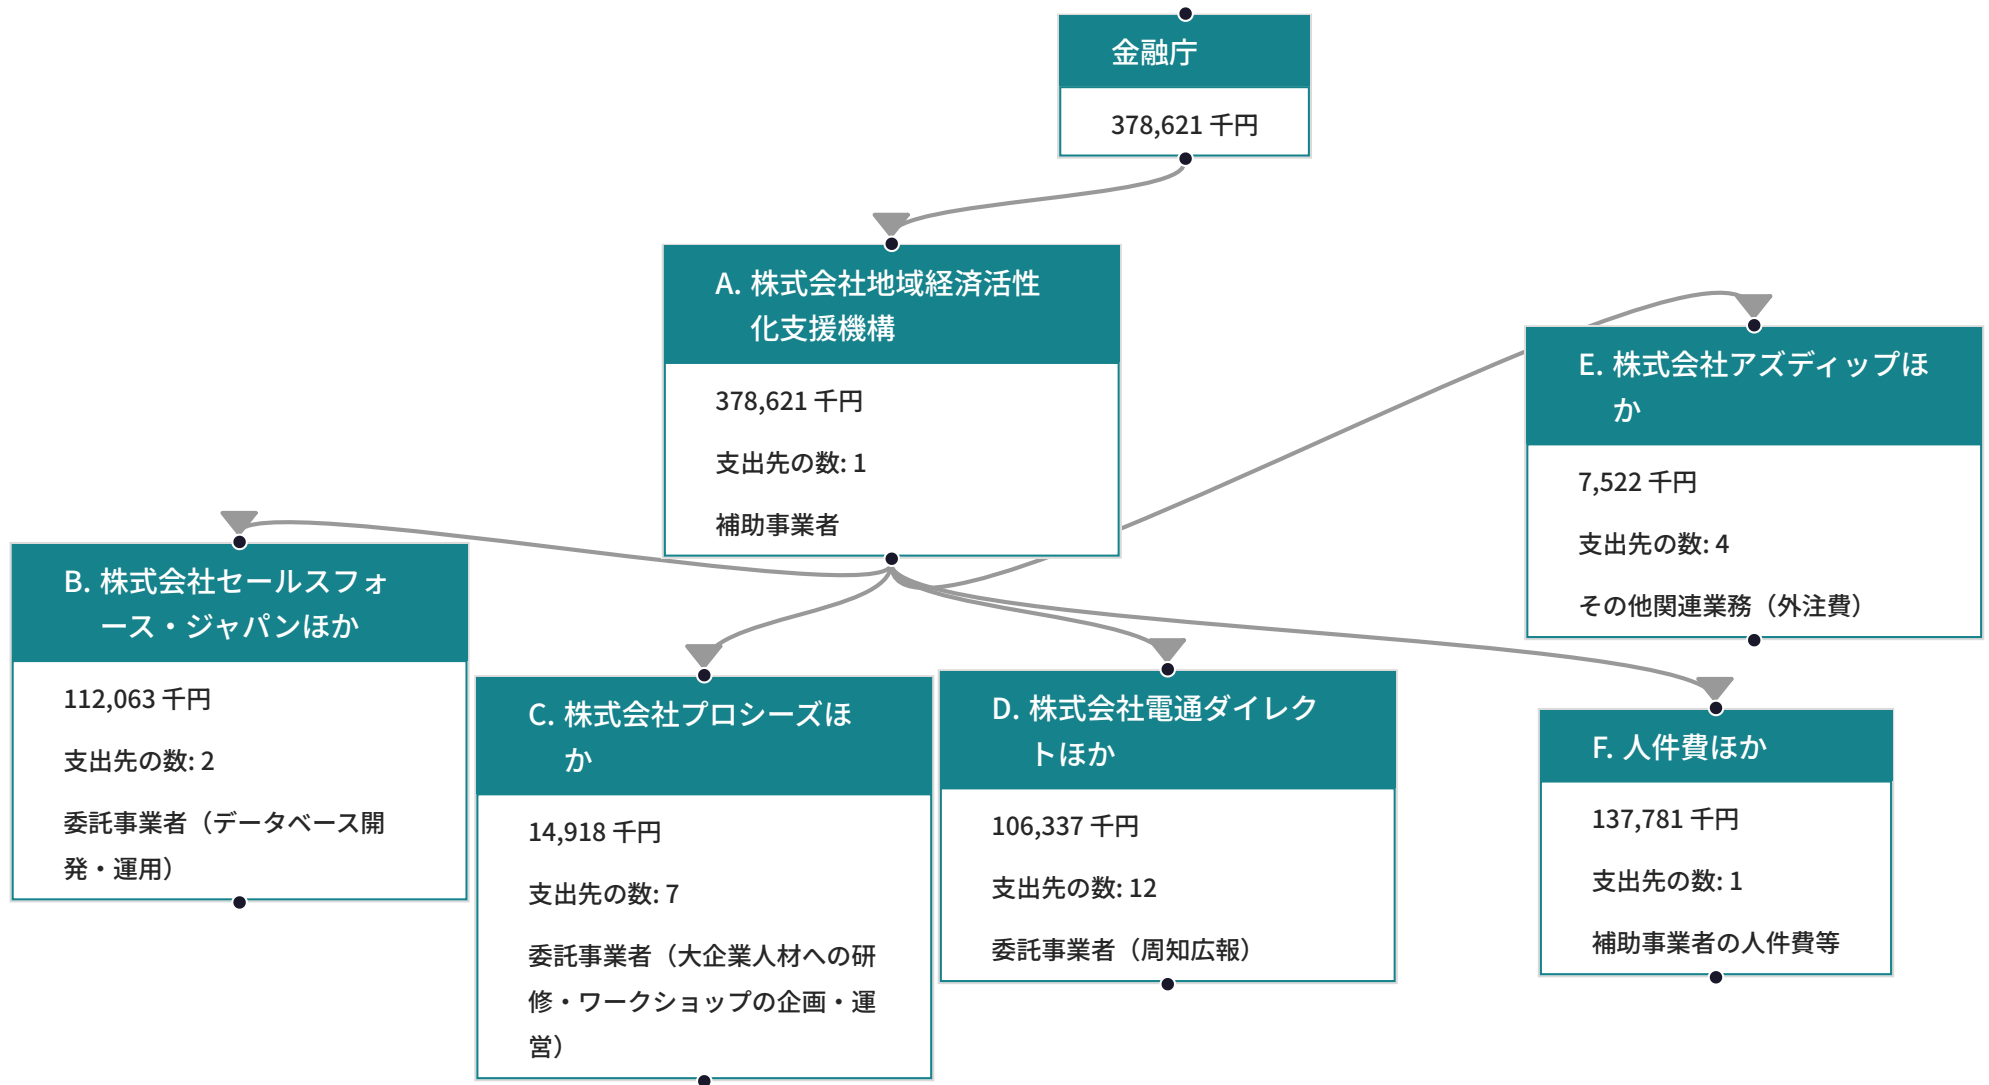 金融庁
378,621 千円
A. 株式会社地域経済活性
化支援機構
378,621 千円
支出先の数: 1
補助事業者
E. 株式会社アズディップほ
か
7,522 千円
支出先の数: 4
その他関連業務（外注費）
B. 株式会社セールスフォ
ース・ジャパンほか
112,063 千円
支出先の数: 2
委託事業者（データベース開
発・運用）
C. 株式会社プロシーズほ
か
14,918 千円
支出先の数: 7
委託事業者（大企業人材への研
修・ワークショップの企画・運
営）
D. 株式会社電通ダイレク
トほか
106,337 千円
支出先の数: 12
委託事業者（周知広報）
F. 人件費ほか
137,781 千円
支出先の数: 1
補助事業者の人件費等